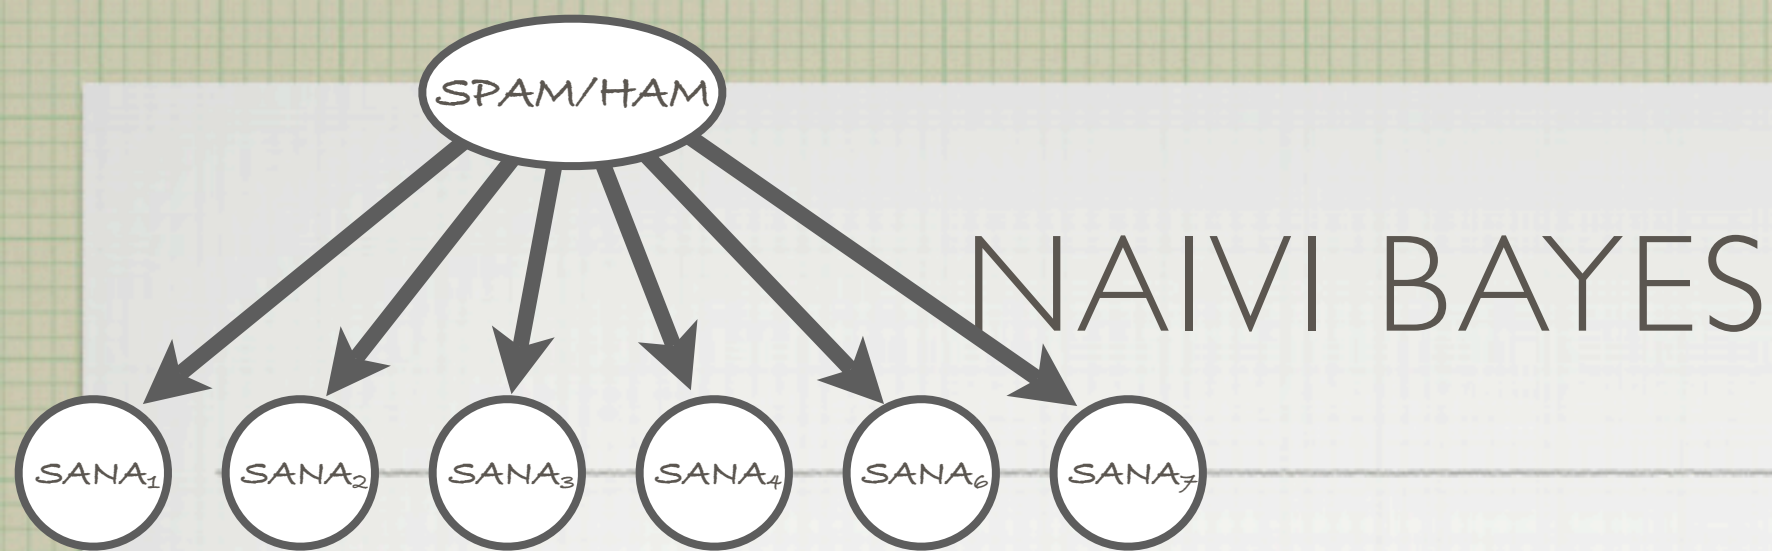 SPAM/HAM
NAIVI BAYES
SANA₁ SANA₂ SANA₃ SANA₄ SANA₆ SANA₇